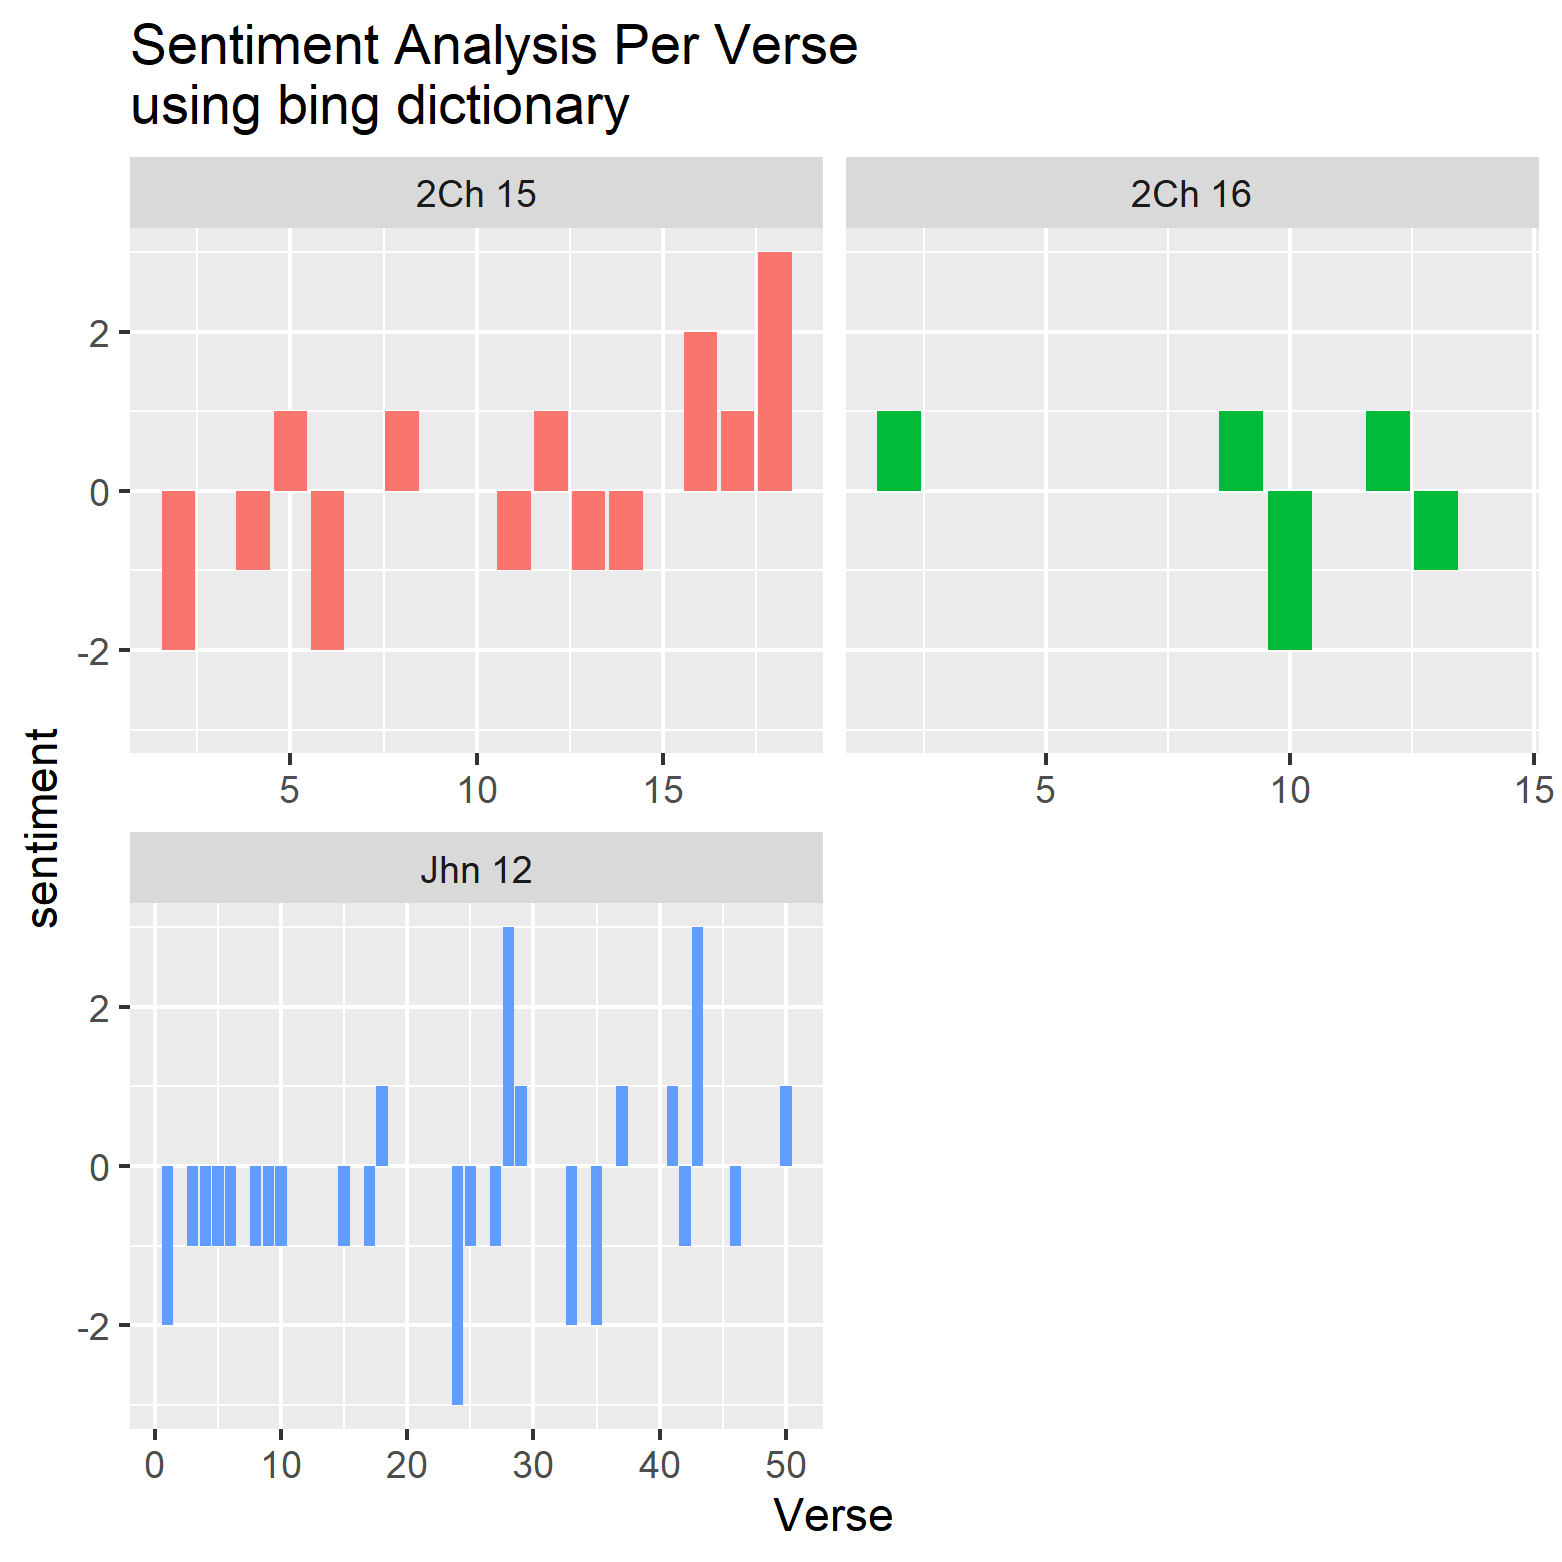 Sentiment Analysis Per Verse
using bing dictionary
2Ch 15
2Ch 16
2
0
-2
5 10 15
5 10 15
sentiment
Jhn 12
2
0
-2
0 10 20 30 40 50
Verse